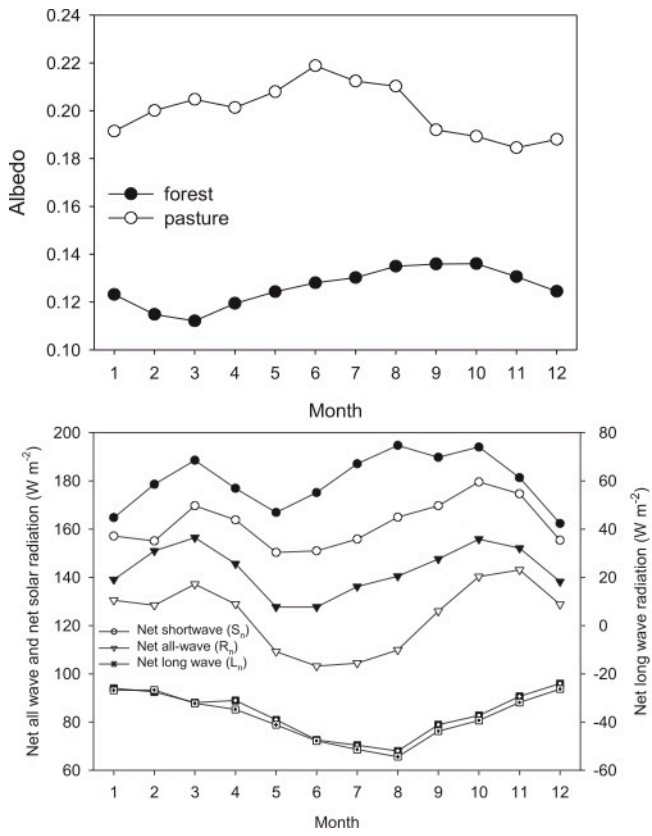 0.24
0.22
0.20
0.18
0.16
0.14
0.12
0.10
Albedo
forest
pasture
1 2 3 4 5 6 7 8 9 10 11 12
Month
200
180
160
140
120
100
80
60
Net all wave and net solar radiation (W m⁻²)
Net shortwave (Sₙ)
Net all-wave (Rₙ)
Net long wave (Lₙ)
80
60
40
20
0
-20
-40
-60
Net long wave radiation (W m⁻²)
1 2 3 4 5 6 7 8 9 10 11 12
Month